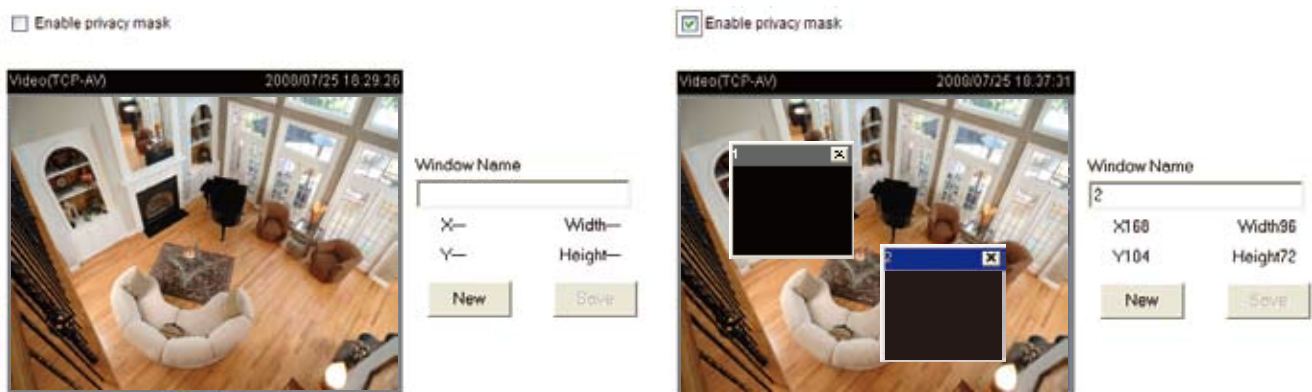 Enable privacy mask
Video(TCP-AV) 2008/07/25 18:29:26
Window Name
X— Width—
Y— Height—
New Save
Enable privacy mask
Video(TCP-AV) 2008/07/25 18:37:31
1
2
Window Name
2
X168 Width96
Y104 Height72
New Save